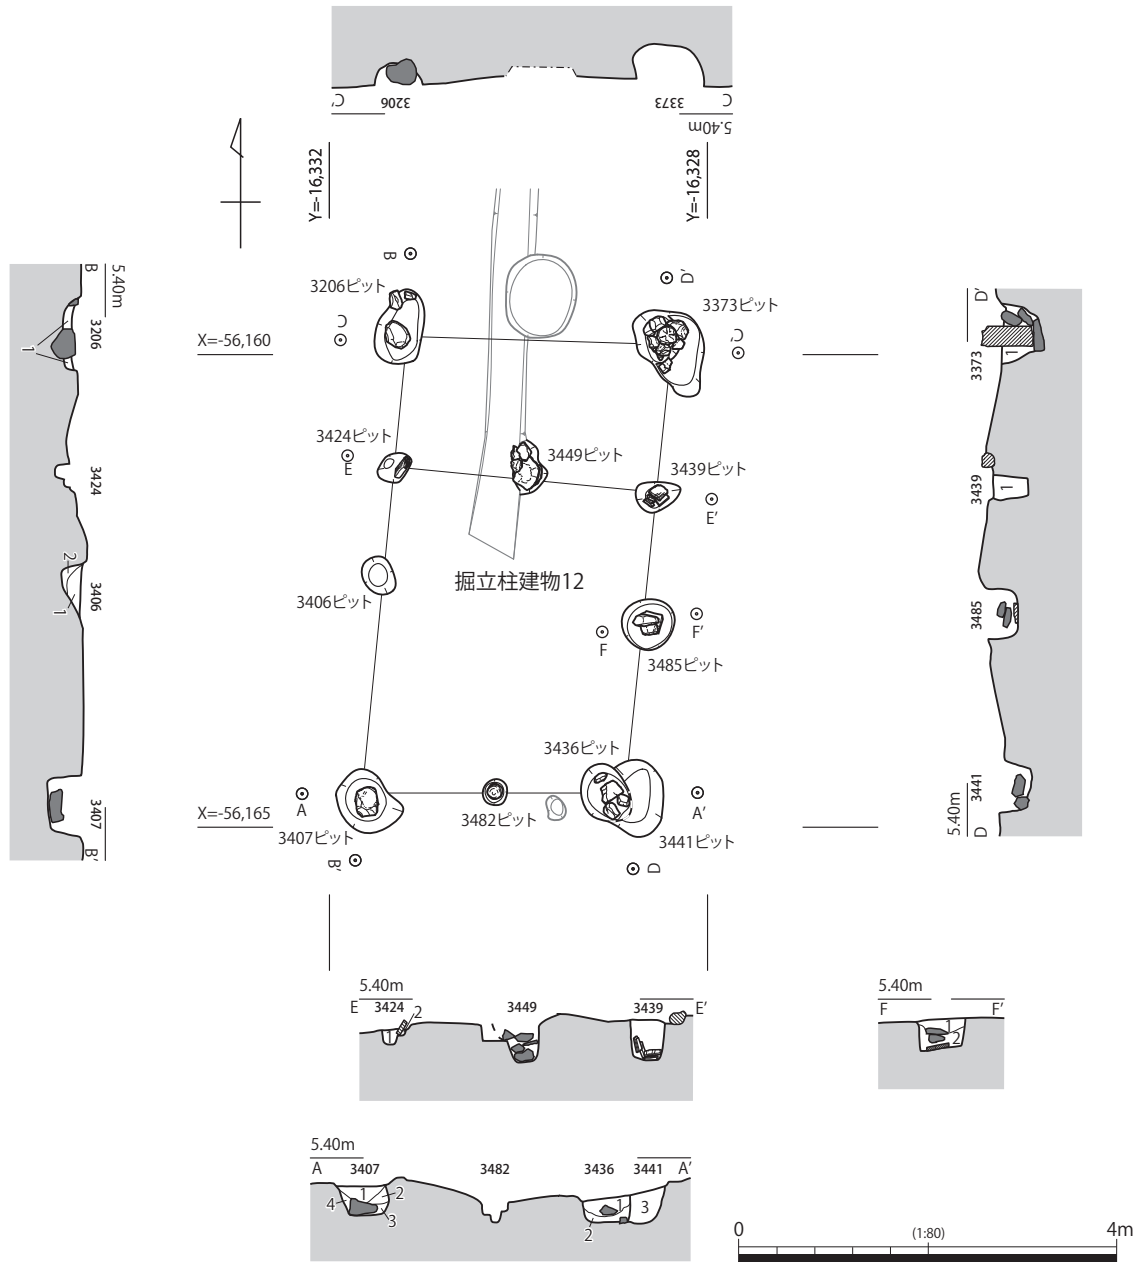 C'
3206
3373
C
5.40m
Y=-16,332
Y=-16,328
B
5.40m
3206
1
3424
2
3406
1
3407
B'
B
D'
3206ピット
3373ピット
C
C'
X=-56,160
3424ピット
E
3449ピット
3439ピット
E'
掘立柱建物12
3406ピット
F
F'
3485ピット
3436ピット
A
A'
X=-56,165
3482ピット
3407ピット
3441ピット
B'
D
D'
3373
1
3439
1
3485
3441
5.40m
D
5.40m
E
3424
2
3449
3439
E'
1
5.40m
F
F'
1
2
5.40m
A
3407
3482
3436
3441
A'
1
2
4
3
1
3
2
0
(1:80)
4m